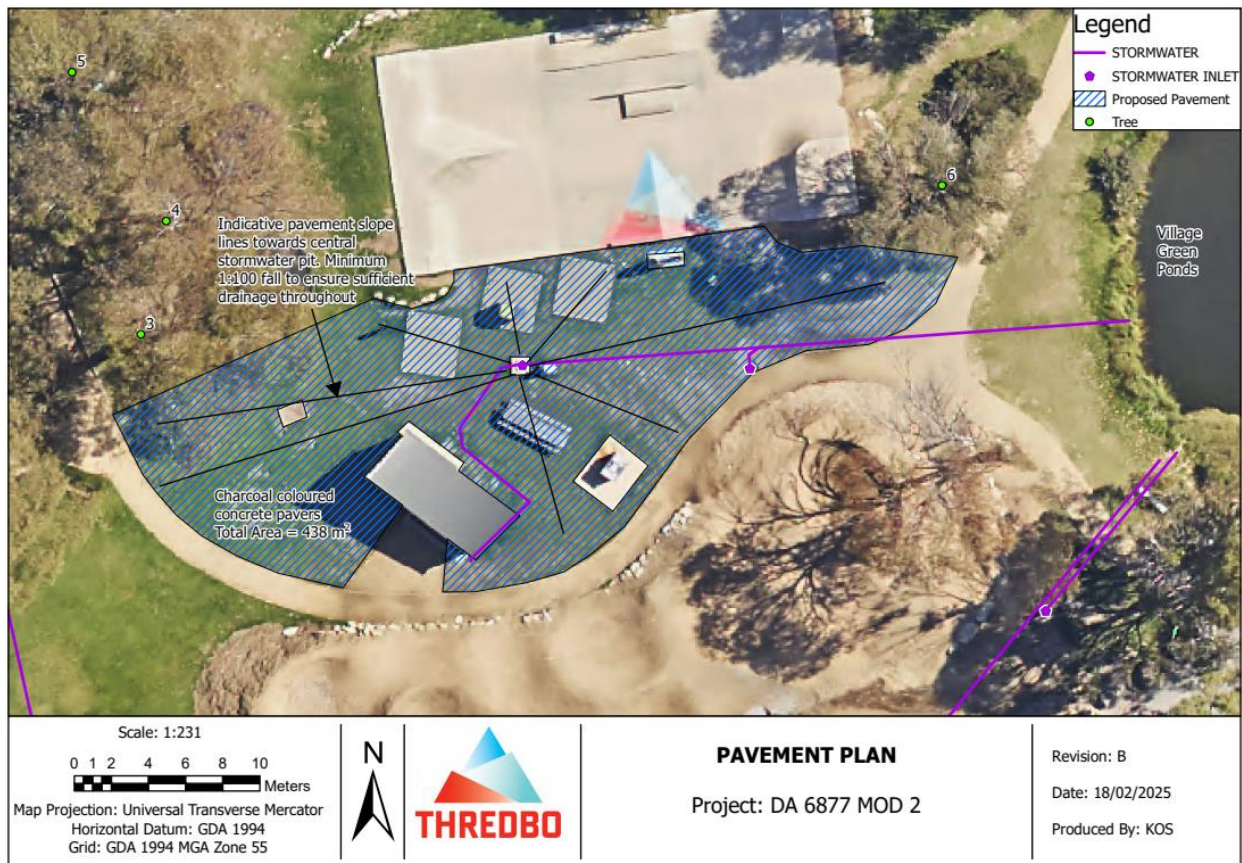 Legend
STORMWATER
STORMWATER INLET
Proposed Pavement
Tree
5
4
6
3
Indicative pavement slope
lines towards central
stormwater pit. Minimum
1:100 fall to ensure sufficient
drainage throughout
Village
Green
Ponds
Charcoal coloured
concrete pavers
Total Area = 438 m²
Scale: 1:231
0 1 2 4 6 8 10
Meters
Map Projection: Universal Transverse Mercator
Horizontal Datum: GDA 1994
Grid: GDA 1994 MGA Zone 55
N
THREDBO
PAVEMENT PLAN
Project: DA 6877 MOD 2
Revision: B
Date: 18/02/2025
Produced By: KOS